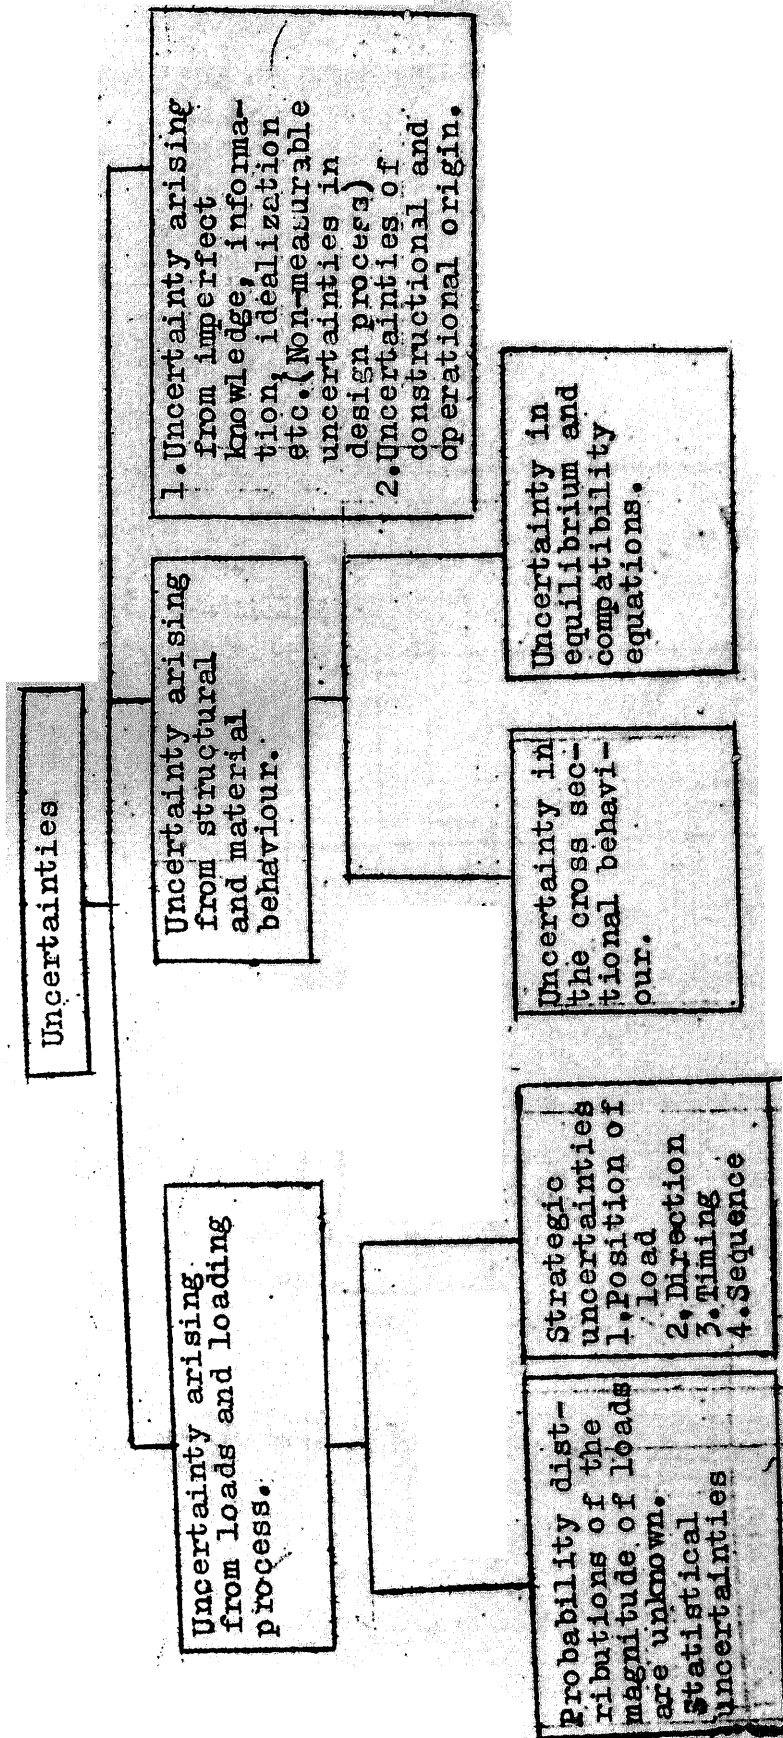 Uncertainties
Uncertainty arising
from loads and loading
process.
Uncertainty arising
from structural
and material
behaviour.
1.Uncertainty arising
from imperfect
knowledge, informa-
tion, idealization
etc.(Non-measurable
uncertainties in
design process)
2.Uncertainties of
constructional and
operational origin.
Probability dist-
ributions of the
magnitude of loads
are unknown.
Statistical
uncertainties
Strategic
uncertainties
1.Position of
load
2.Direction
3.Timing
4.Sequence
Uncertainty in
the cross sec-
tional behavi-
our.
Uncertainty in
equilibrium and
compatibility
equations.